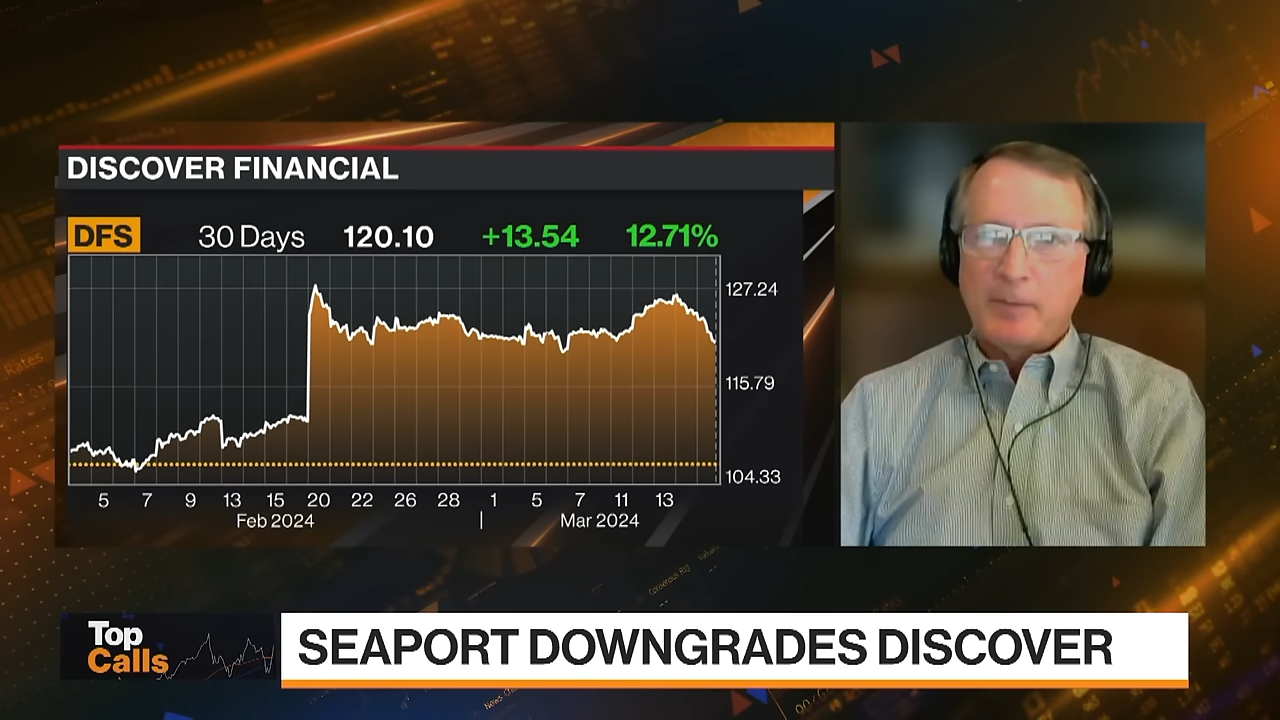 DISCOVER FINANCIAL
DFS 30 Days 120.10 +13.54 12.71%
127.24
115.79
104.33
5 7 9 13 15 20 22 26 28 1 5 7 11 13
Feb 2024 | Mar 2024
Rates
News
Top
Calls
SEAPORT DOWNGRADES DISCOVER